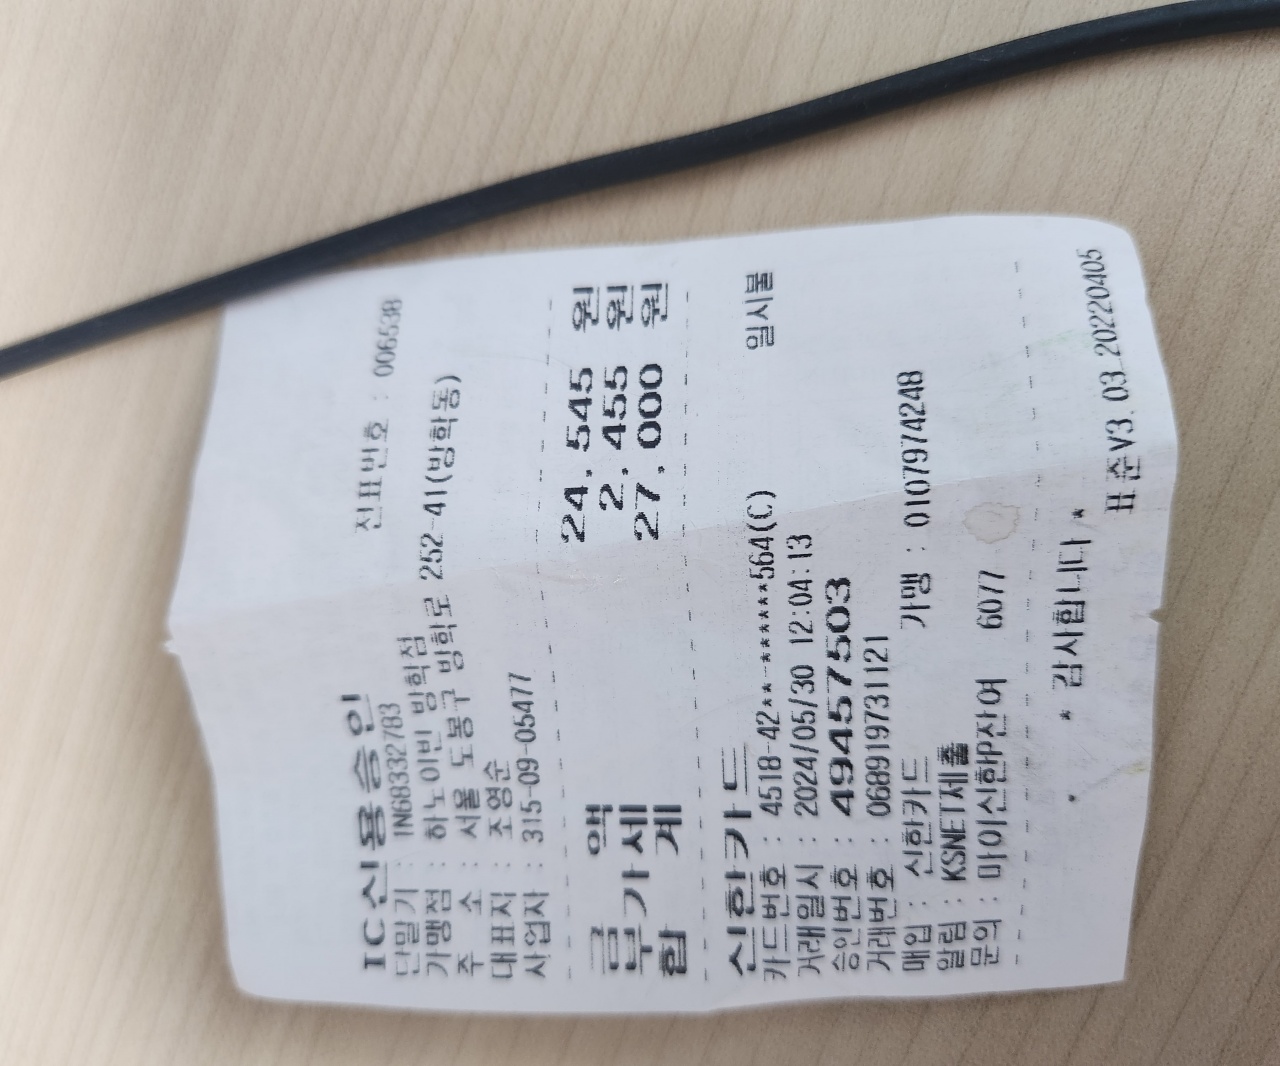 IC신용승인
단말기 : 1N68332783 전표번호 : 006538
가맹점 : 하노이빈 방학점
주 소 : 서울 도봉구 방학로 252-41(방학동)
대표자 : 조영순
사업자 : 315-09-05477
금 액 24,545 원
부가세 2,455 원
합 계 27,000 원
신한카드
카드번호 : 4518-42**-******564(C) 일시불
거래일시 : 2024/05/30 12:04:13
승인번호 : 49457503
거래번호 : 068919731121
매입 : 신한카드 가맹 : 0107974248
알림 : KSNET제출
문의 : 마이신한P잔여 6077
* 감사합니다 *
표준V3.03_20220405